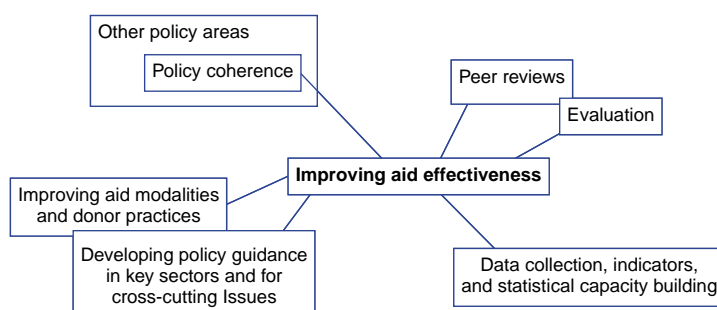 Other policy areas
Policy coherence
Peer reviews
Evaluation
Improving aid effectiveness
Improving aid modalities
and donor practices
Developing policy guidance
in key sectors and for
cross-cutting Issues
Data collection, indicators,
and statistical capacity building